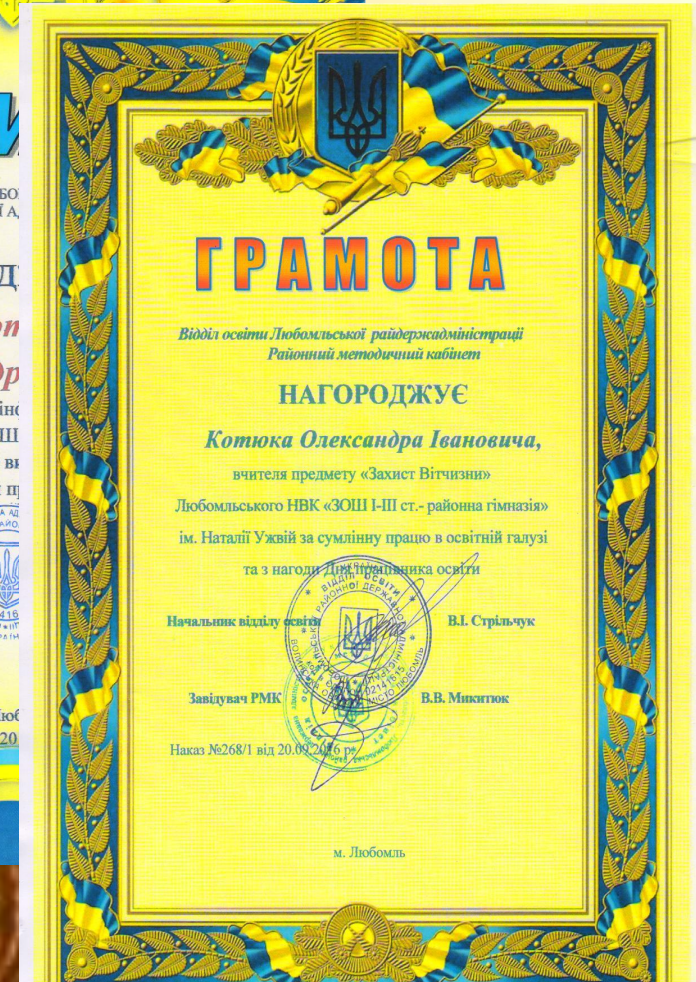 ГРАМОТА
Відділ освіти Любомльської райдержадміністрації
Районний методичний кабінет
НАГОРОДЖУЄ
Котюка Олександра Івановича,
вчителя предмету «Захист Вітчизни»
Любомльського НВК «ЗОШ І-ІІІ ст.- районна гімназія»
ім. Наталії Ужвій за сумлінну працю в освітній галузі
та з нагоди Дня працівника освіти
Начальник відділу освіти В.І. Стрільчук
Завідувач РМК В.В. Микитюк
Наказ №268/1 від 20.09.2016 р.
м. Любомль